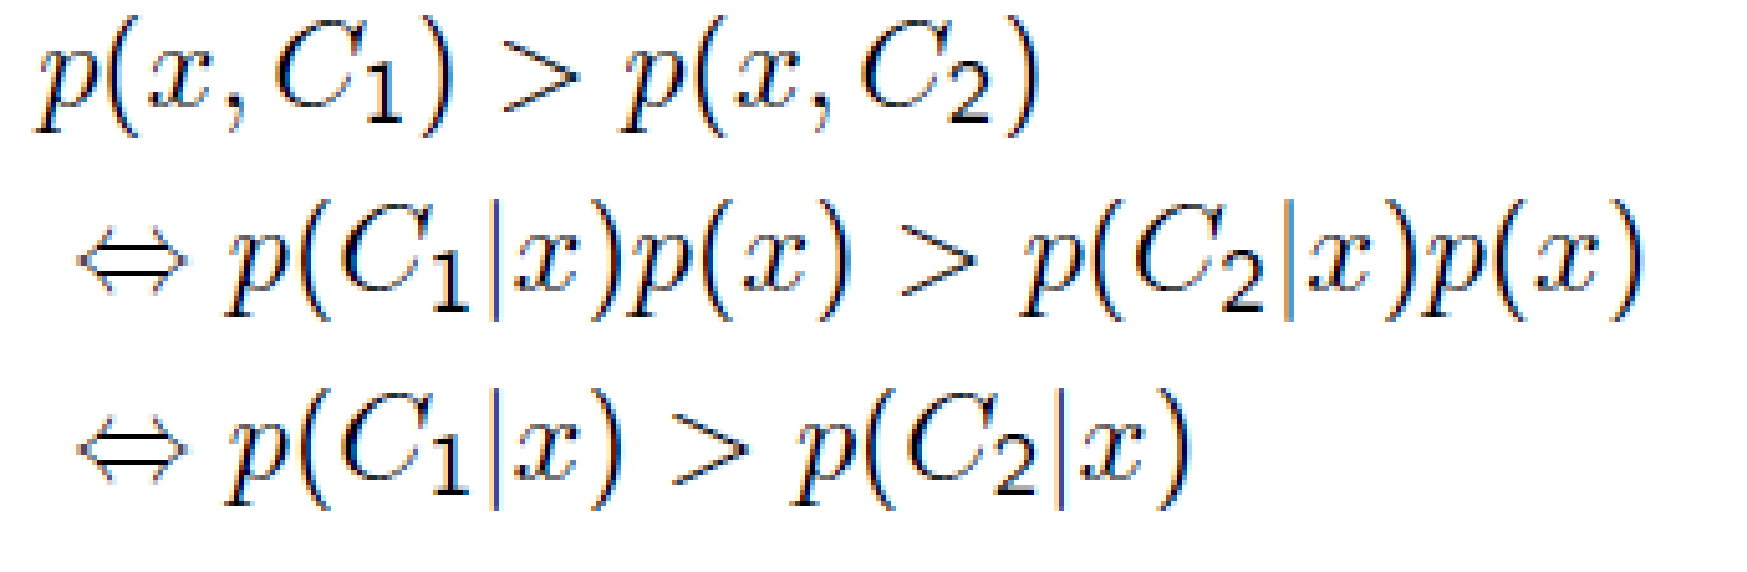 p(x, C₁) > p(x, C₂)
⇔ p(C₁|x)p(x) > p(C₂|x)p(x)
⇔ p(C₁|x) > p(C₂|x)